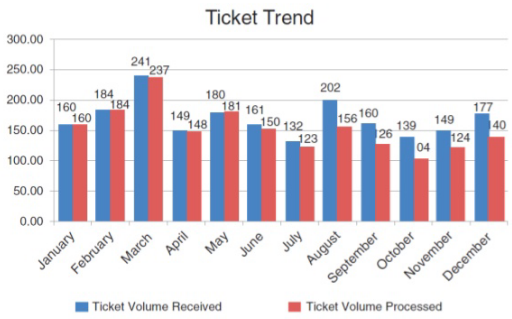 Ticket Trend
300.00
250.00
200.00
150.00
100.00
50.00
0.00
160
160
184
184
241
237
149
148
180
181
161
150
132
123
202
156
160
26
139
04
149
124
177
140
January
February
March
April
May
June
July
August
September
October
November
December
Ticket Volume Received
Ticket Volume Processed